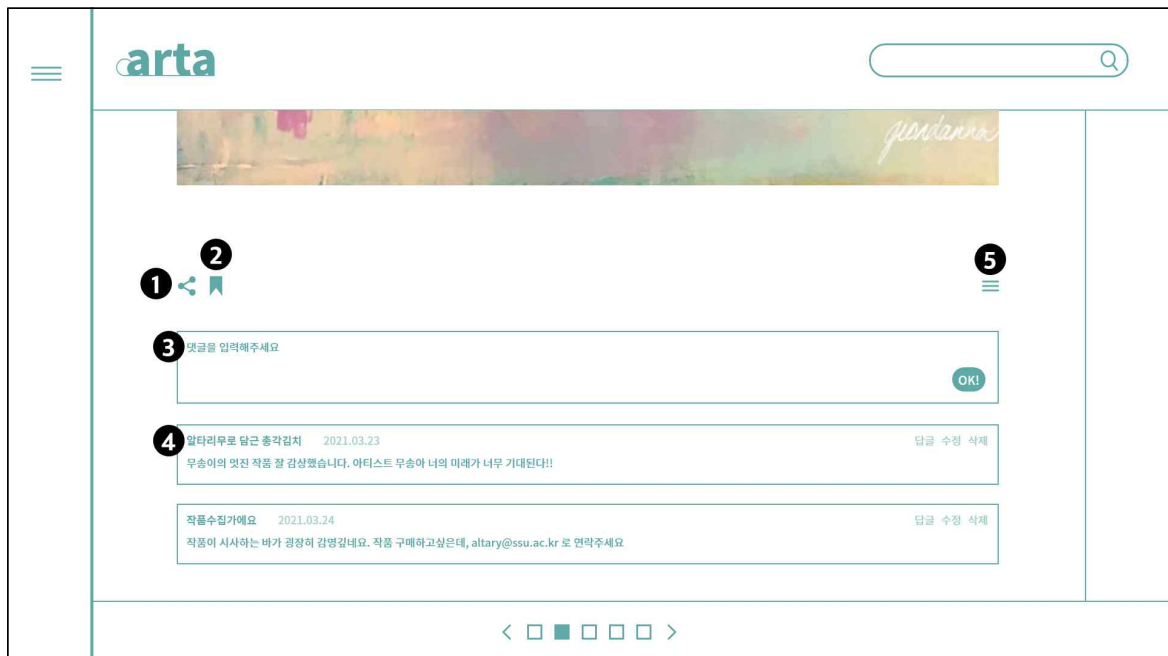 arta
giordanna
2
1
5
3
댓글을 입력해주세요
OK!
4
알타리무로 담근 총각김치 2021.03.23 답글 수정 삭제
무송이의 멋진 작품 잘 감상했습니다. 아티스트 무송아 너의 미래가 너무 기대된다!!
작품수집가에요 2021.03.24 답글 수정 삭제
작품이 시사하는 바가 굉장히 감명깊네요. 작품 구매하고싶은데, altary@ssu.ac.kr 로 연락주세요